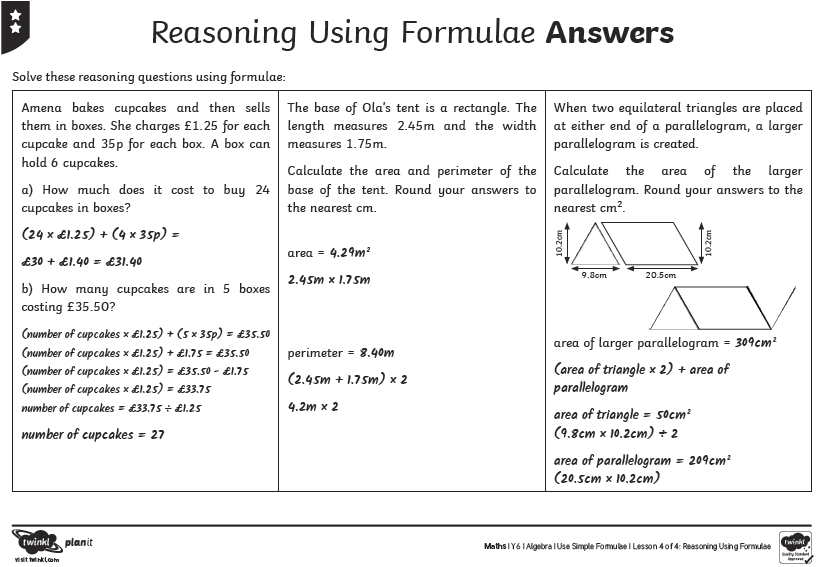 Reasoning Using Formulae Answers
Solve these reasoning questions using formulae:
Amena bakes cupcakes and then sells
them in boxes. She charges £1.25 for each
cupcake and 35p for each box. A box can
hold 6 cupcakes.
a) How much does it cost to buy 24
cupcakes in boxes?
(24 × £1.25) + (4 × 35p) =
£30 + £1.40 = £31.40
b) How many cupcakes are in 5 boxes
costing £35.50?
(number of cupcakes × £1.25) + (5 × 35p) = £35.50
(number of cupcakes × £1.25) + £1.75 = £35.50
(number of cupcakes × £1.25) = £35.50 - £1.75
(number of cupcakes × £1.25) = £33.75
number of cupcakes = £33.75 ÷ £1.25
number of cupcakes = 27
The base of Ola's tent is a rectangle. The
length measures 2.45m and the width
measures 1.75m.
Calculate the area and perimeter of the
base of the tent. Round your answers to
the nearest cm.
area = 4.29m²
2.45m × 1.75m
perimeter = 8.40m
(2.45m + 1.75m) × 2
4.2m × 2
When two equilateral triangles are placed
at either end of a parallelogram, a larger
parallelogram is created.
Calculate the area of the larger
parallelogram. Round your answers to the
nearest cm².
10.2cm
10.2cm
9.8cm
20.5cm
area of larger parallelogram = 309cm²
(area of triangle × 2) + area of
parallelogram
area of triangle = 50cm²
(9.8cm × 10.2cm) ÷ 2
area of parallelogram = 209cm²
(20.5cm × 10.2cm)
twinkl planit
visit twinkl.com
Maths | Y6 | Algebra | Use Simple Formulae | Lesson 4 of 4: Reasoning Using Formulae
twinkl
Quality Standard
Approved